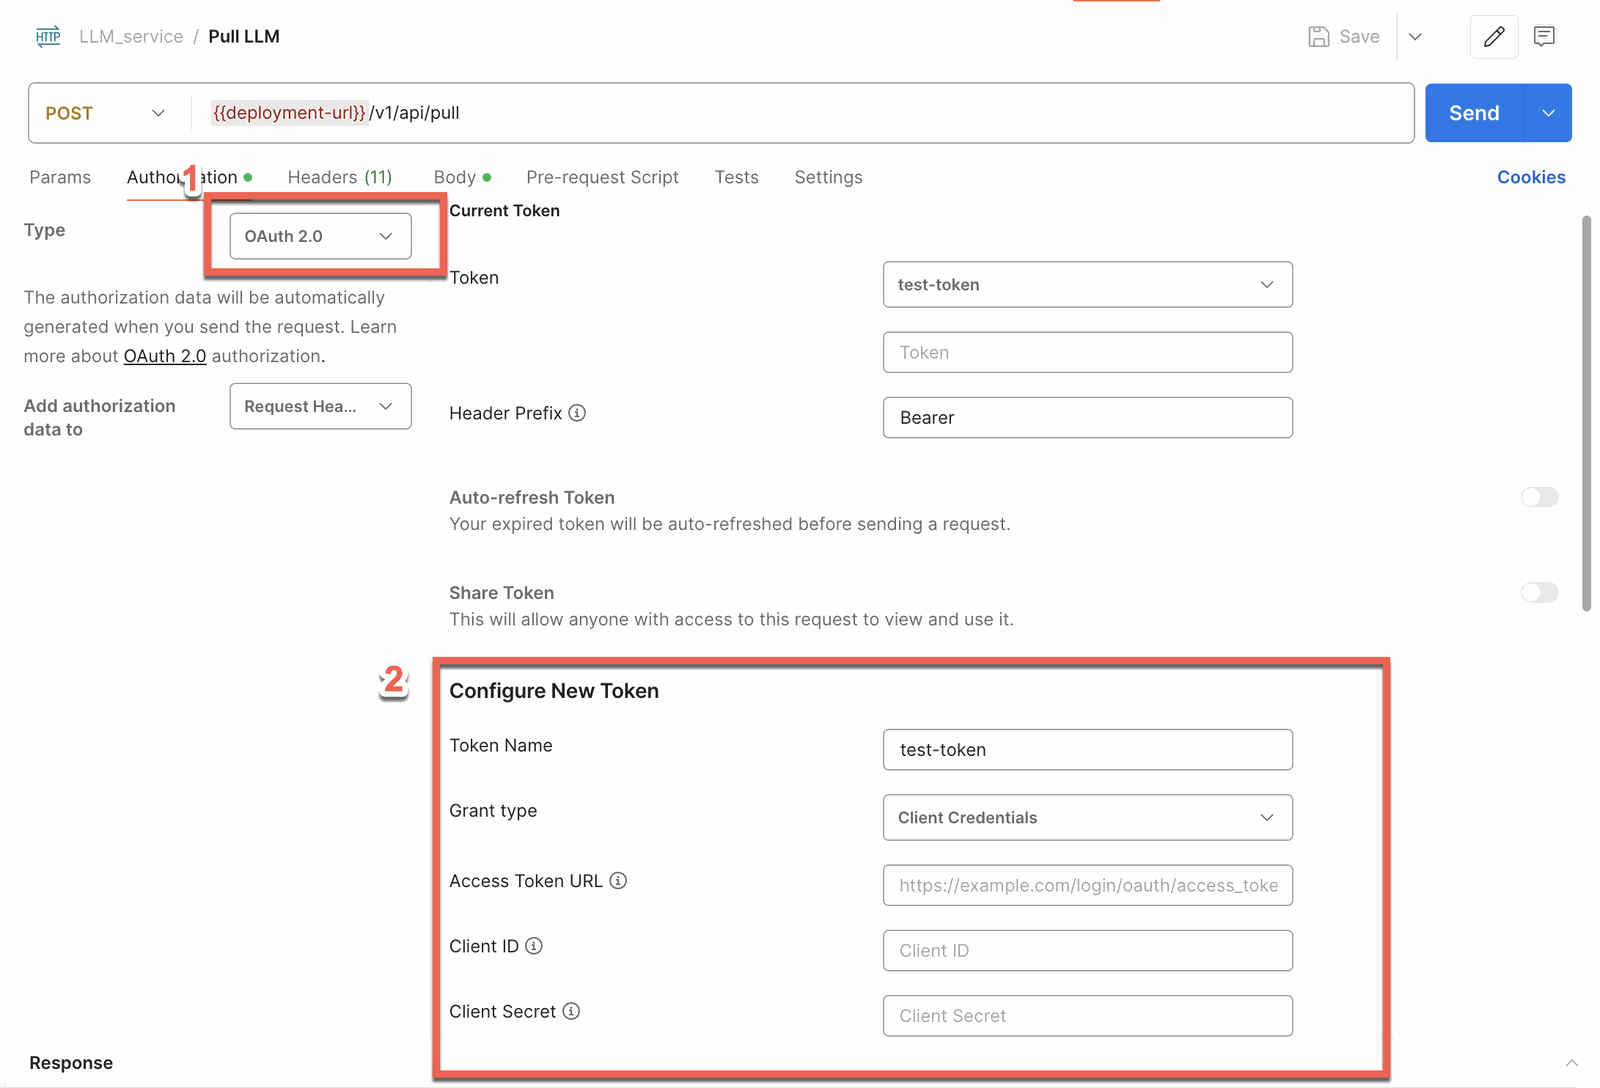 HTTP LLM_service / Pull LLM Save
POST {{deployment-url}}/v1/api/pull Send
Params Authorization Headers (11) Body Pre-request Script Tests Settings Cookies
1
Type OAuth 2.0
The authorization data will be automatically
generated when you send the request. Learn
more about OAuth 2.0 authorization.
Add authorization
data to
Request Hea...
Current Token
Token test-token
Token
Header Prefix Bearer
Auto-refresh Token
Your expired token will be auto-refreshed before sending a request.
Share Token
This will allow anyone with access to this request to view and use it.
2
Configure New Token
Token Name test-token
Grant type Client Credentials
Access Token URL https://example.com/login/oauth/access_toke
Client ID Client ID
Client Secret Client Secret
Response